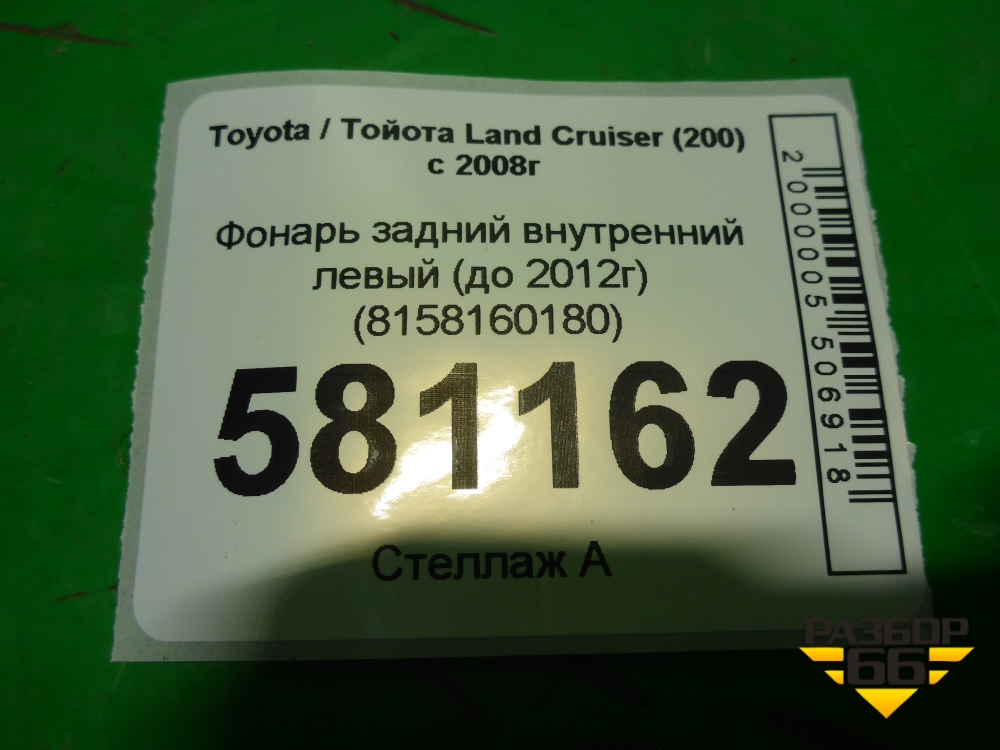 Toyota / Тойота Land Cruiser (200)
с 2008г
Фонарь задний внутренний
левый (до 2012г)
(8158160180)
581162
Стеллаж А
2000005506918
РАЗБОР
66